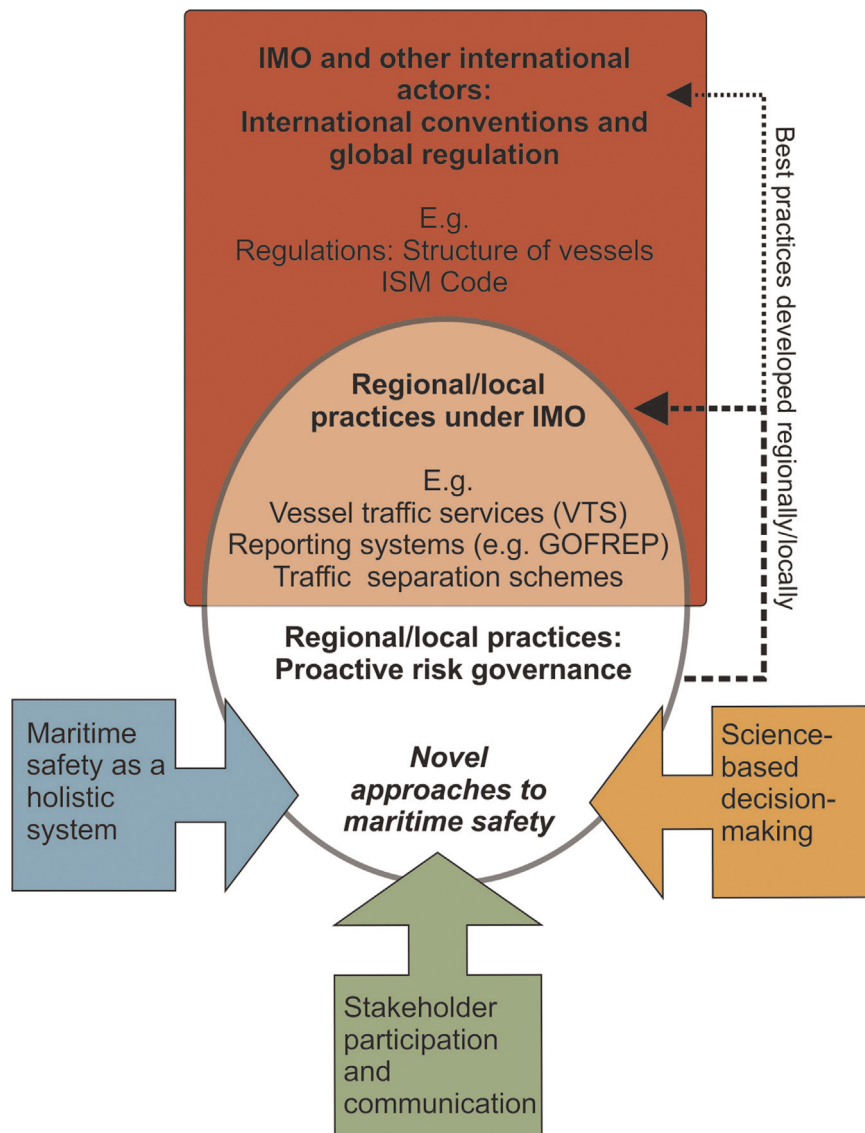 IMO and other international
actors:
International conventions and
global regulation
E.g.
Regulations: Structure of vessels
ISM Code
Best practices developed regionally/locally
Regional/local
practices under IMO
E.g.
Vessel traffic services (VTS)
Reporting systems (e.g. GOFREP)
Traffic separation schemes
Regional/local practices:
Proactive risk governance
Novel
approaches to
maritime safety
Maritime
safety as a
holistic
system
Science-
based
decision-
making
Stakeholder
participation
and
communication